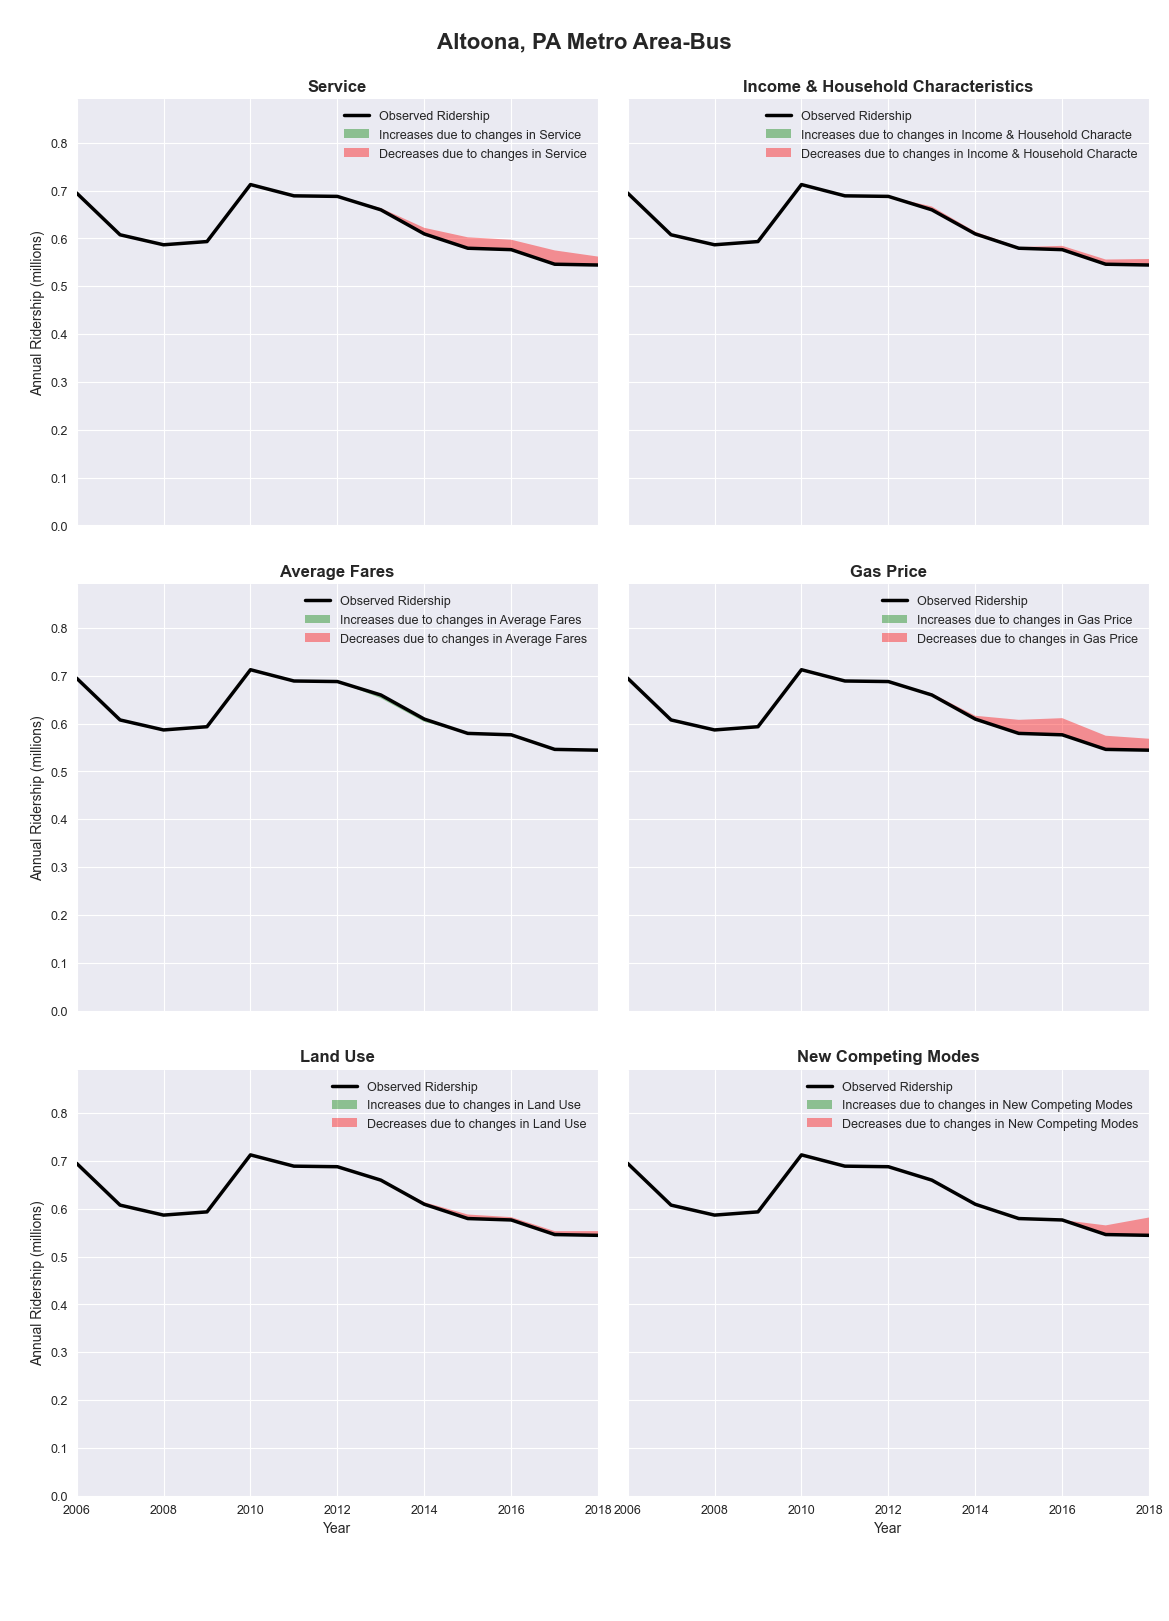 Altoona, PA Metro Area-Bus
Service
Observed Ridership
Increases due to changes in Service
Decreases due to changes in Service
0.8
0.7
0.6
0.5
0.4
0.3
0.2
0.1
0.0
Annual Ridership (millions)
Income & Household Characteristics
Observed Ridership
Increases due to changes in Income & Household Characte
Decreases due to changes in Income & Household Characte
Average Fares
Observed Ridership
Increases due to changes in Average Fares
Decreases due to changes in Average Fares
0.8
0.7
0.6
0.5
0.4
0.3
0.2
0.1
0.0
Annual Ridership (millions)
Gas Price
Observed Ridership
Increases due to changes in Gas Price
Decreases due to changes in Gas Price
Land Use
Observed Ridership
Increases due to changes in Land Use
Decreases due to changes in Land Use
0.8
0.7
0.6
0.5
0.4
0.3
0.2
0.1
0.0
Annual Ridership (millions)
2006 2008 2010 2012 2014 2016 2018
Year
New Competing Modes
Observed Ridership
Increases due to changes in New Competing Modes
Decreases due to changes in New Competing Modes
2006 2008 2010 2012 2014 2016 2018
Year